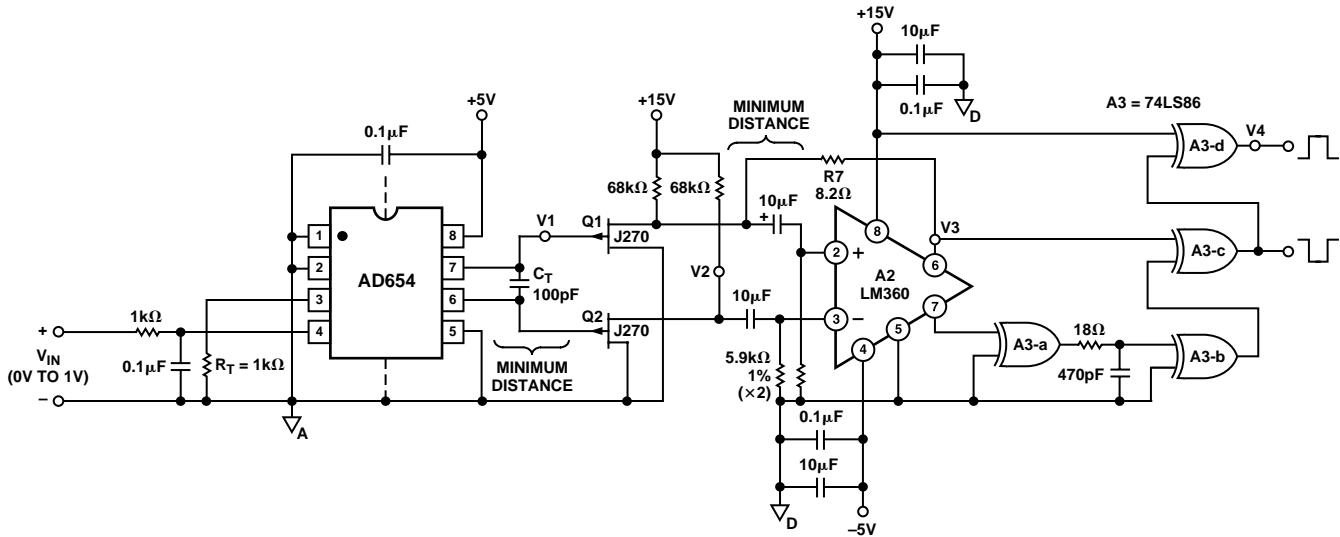 +15V
10µF
0.1µF
D
A3 = 74LS86
A3-d
V4
+5V
0.1µF
+15V
MINIMUM
DISTANCE
68kΩ
68kΩ
R7
8.2Ω
10µF
+
V1
Q1
J270
1
2
3
4
8
7
6
5
AD654
CT
100pF
V2
10µF
Q2
J270
MINIMUM
DISTANCE
1kΩ
+
VIN
(0V TO 1V)
–
0.1µF
RT = 1kΩ
A
2
+
3
–
8
A2
LM360
6
7
5
4
V3
A3-c
A3-a
18Ω
470pF
A3-b
5.9kΩ
1%
(×2)
0.1µF
10µF
D
–5V